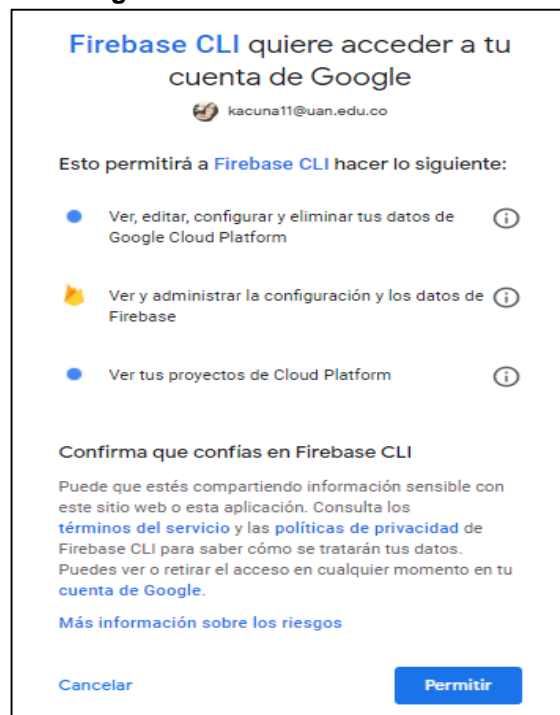 Firebase CLI quiere acceder a tu
cuenta de Google
kacuna11@uan.edu.co
Esto permitirá a Firebase CLI hacer lo siguiente:
Ver, editar, configurar y eliminar tus datos de
Google Cloud Platform
Ver y administrar la configuración y los datos de
Firebase
Ver tus proyectos de Cloud Platform
Confirma que confías en Firebase CLI
Puede que estés compartiendo información sensible con
este sitio web o esta aplicación. Consulta los
términos del servicio y las políticas de privacidad de
Firebase CLI para saber cómo se tratarán tus datos.
Puedes ver o retirar el acceso en cualquier momento en tu
cuenta de Google.
Más información sobre los riesgos
Cancelar
Permitir